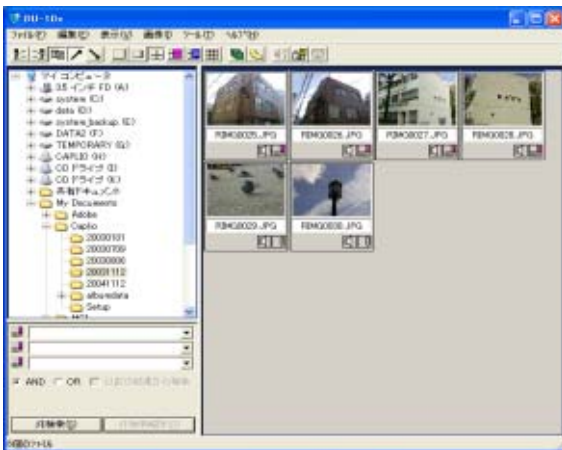 DU-10x
ファイル(F) 編集(E) 表示(V) 画像(I) ツール(T) ヘルプ(H)
マイ コンピュータ
3.5 インチ FD (A:)
system (C:)
data (D:)
system_backup (E:)
DATA2 (F:)
TEMPORARY (G:)
CAPLIO (H:)
CD ドライブ (I:)
CD ドライブ (K:)
共有ドキュメント
My Documents
Adobe
Caplio
20030101
20030709
20031112
20041112
albumdata
Setup
RIMG0025.JPG RIMG0026.JPG RIMG0027.JPG RIMG0028.JPG
RIMG0029.JPG RIMG0030.JPG
AND OR